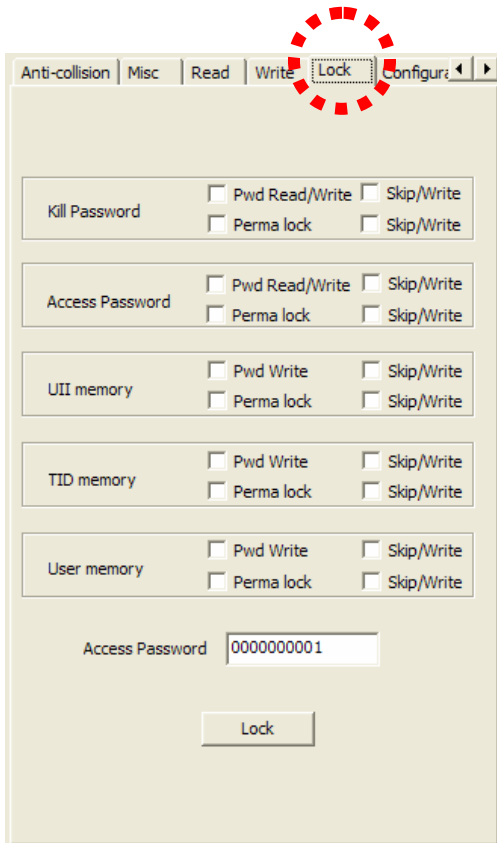 Anti-collision Misc Read Write Lock Configura
Kill Password
Pwd Read/Write Skip/Write
Perma lock Skip/Write
Access Password
Pwd Read/Write Skip/Write
Perma lock Skip/Write
UII memory
Pwd Write Skip/Write
Perma lock Skip/Write
TID memory
Pwd Write Skip/Write
Perma lock Skip/Write
User memory
Pwd Write Skip/Write
Perma lock Skip/Write
Access Password 0000000001
Lock